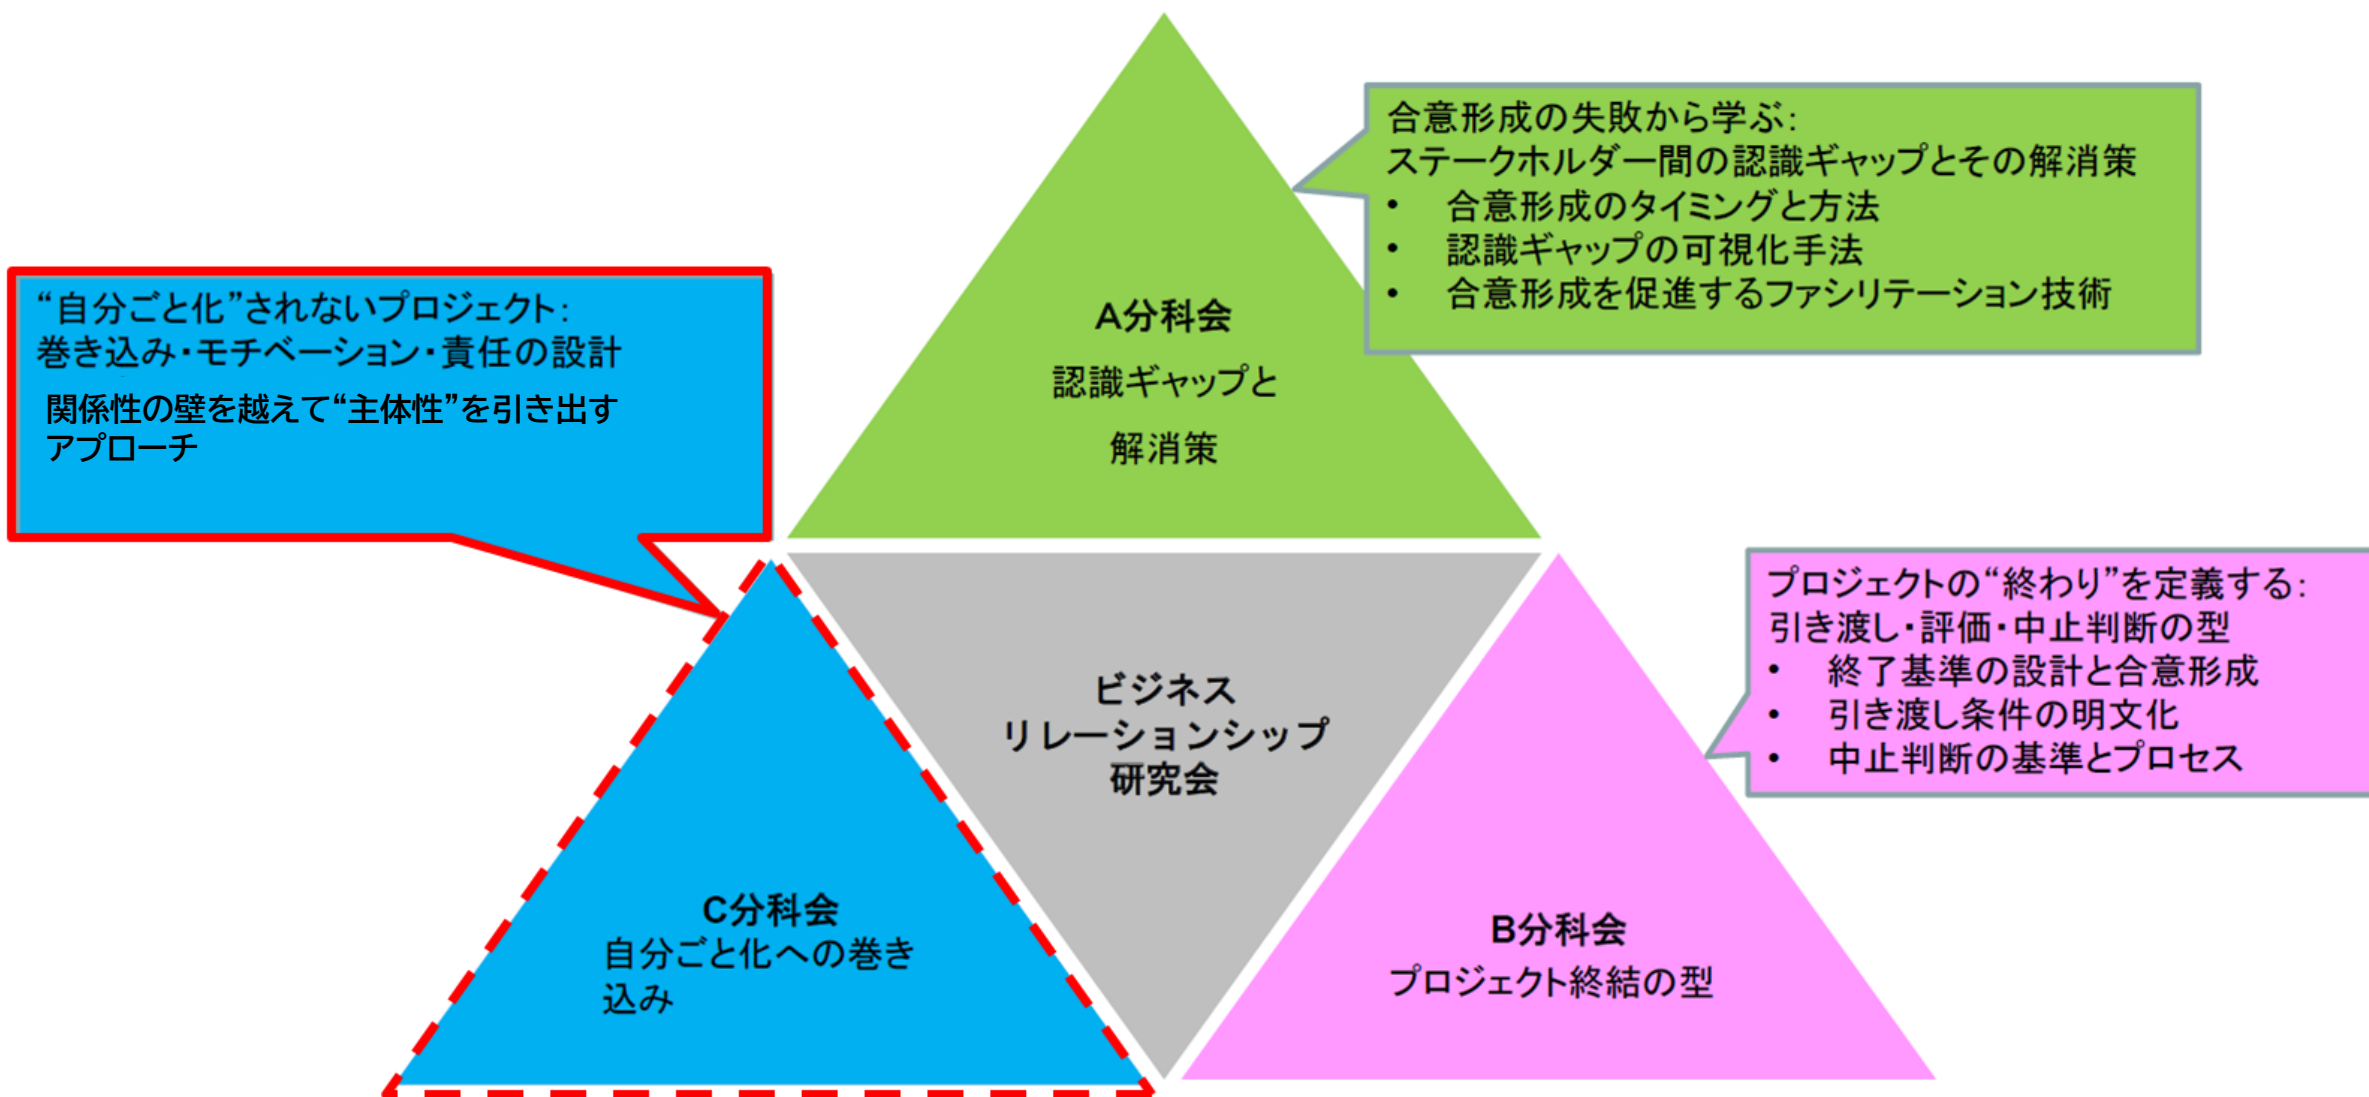 合意形成の失敗から学ぶ：
ステークホルダー間の認識ギャップとその解消策
• 合意形成のタイミングと方法
• 認識ギャップの可視化手法
• 合意形成を促進するファシリテーション技術
“自分ごと化”されないプロジェクト：
巻き込み・モチベーション・責任の設計
関係性の壁を越えて“主体性”を引き出す
アプローチ
A分科会
認識ギャップと
解消策
プロジェクトの“終わり”を定義する：
引き渡し・評価・中止判断の型
• 終了基準の設計と合意形成
• 引き渡し条件の明文化
• 中止判断の基準とプロセス
ビジネス
リレーションシップ
研究会
C分科会
自分ごと化への巻き
込み
B分科会
プロジェクト終結の型